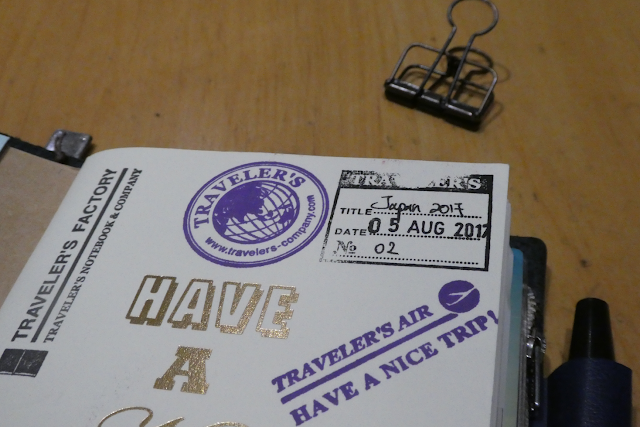 TRAVELER'S FACTORY
TRAVELER'S NOTEBOOK & COMPANY
TRAVELER'S
www.travelers-company.com
TRAVELER'S
TITLE Japan 2017
DATE 05 AUG 2017
No 02
HAVE
A
TRAVELER'S AIR
HAVE A NICE TRIP!